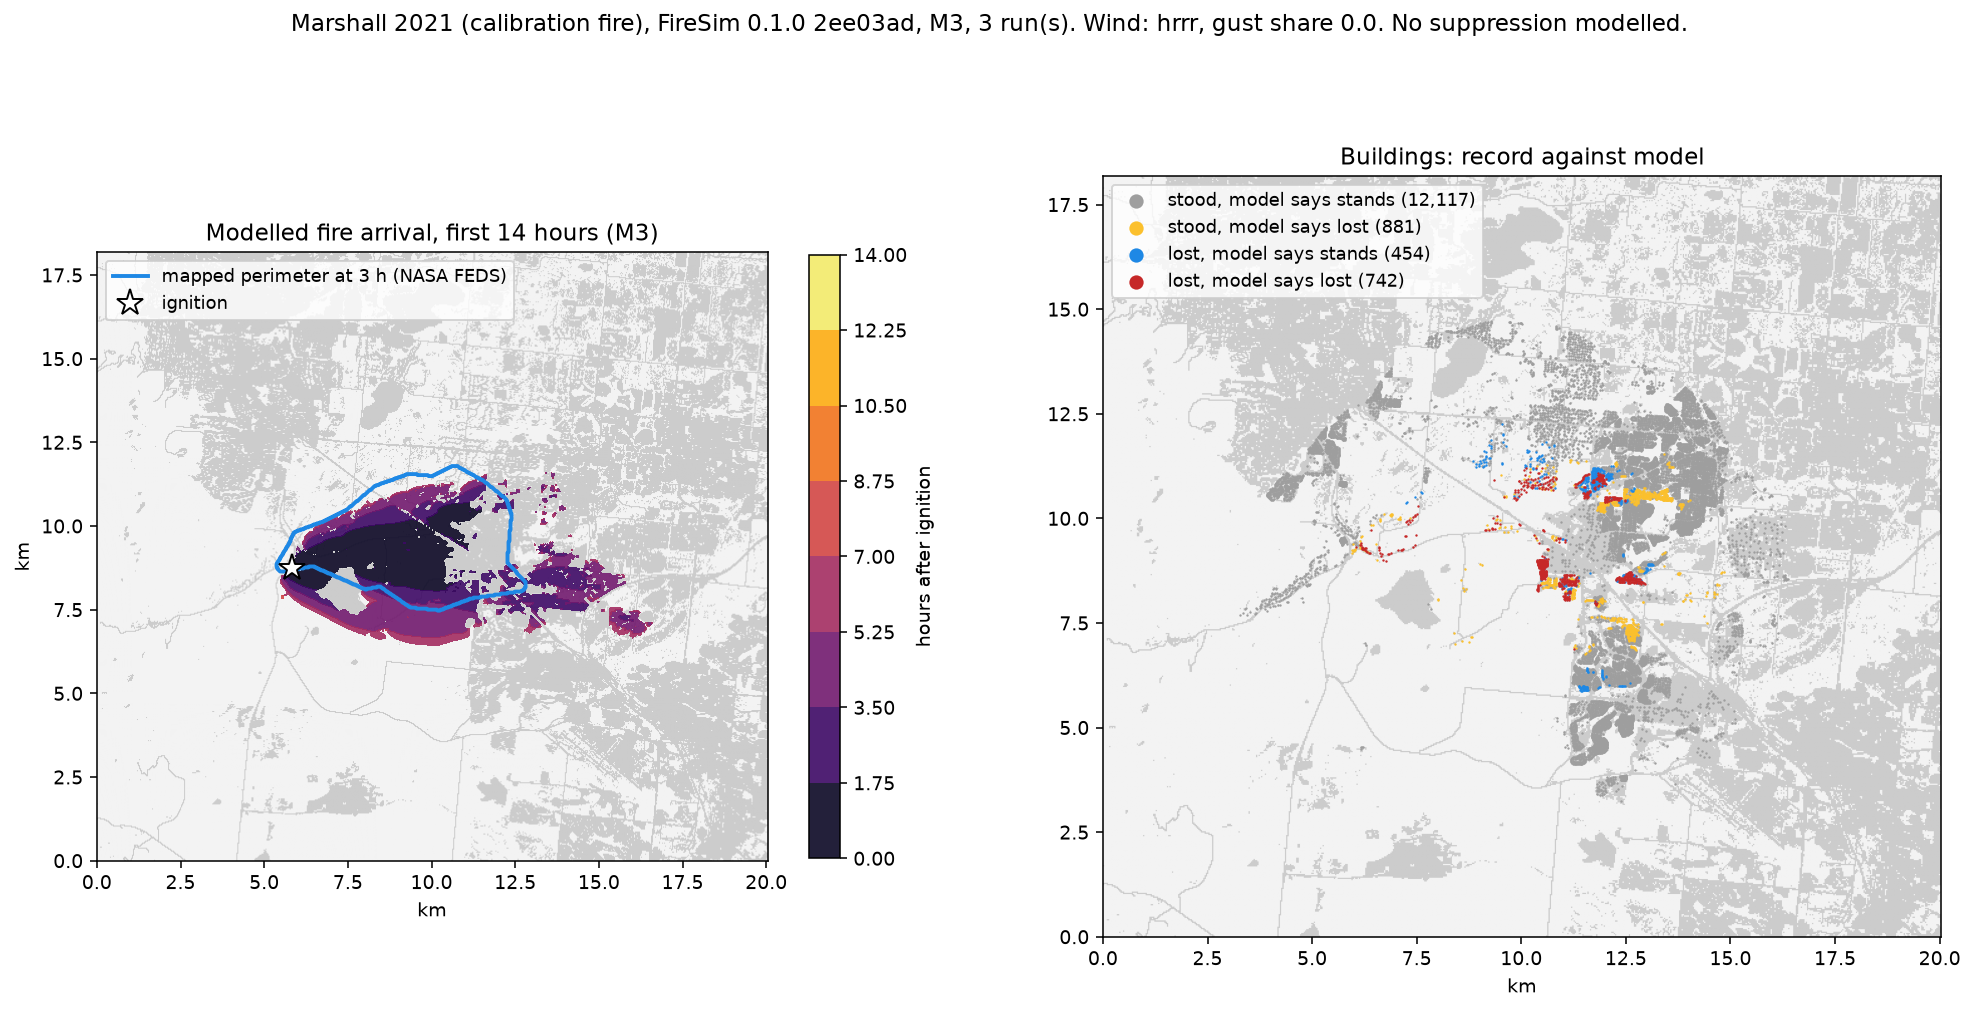 Marshall 2021 (calibration fire), FireSim 0.1.0 2ee03ad, M3, 3 run(s). Wind: hrrr, gust share 0.0. No suppression modelled.
Modelled fire arrival, first 14 hours (M3)
mapped perimeter at 3 h (NASA FEDS)
ignition
17.5
15.0
12.5
10.0
7.5
5.0
2.5
0.0
km
0.0 2.5 5.0 7.5 10.0 12.5 15.0 17.5 20.0
km
14.00
12.25
10.50
8.75
7.00
5.25
3.50
1.75
0.00
hours after ignition
Buildings: record against model
stood, model says stands (12,117)
stood, model says lost (881)
lost, model says stands (454)
lost, model says lost (742)
17.5
15.0
12.5
10.0
7.5
5.0
2.5
0.0
0.0 2.5 5.0 7.5 10.0 12.5 15.0 17.5 20.0
km